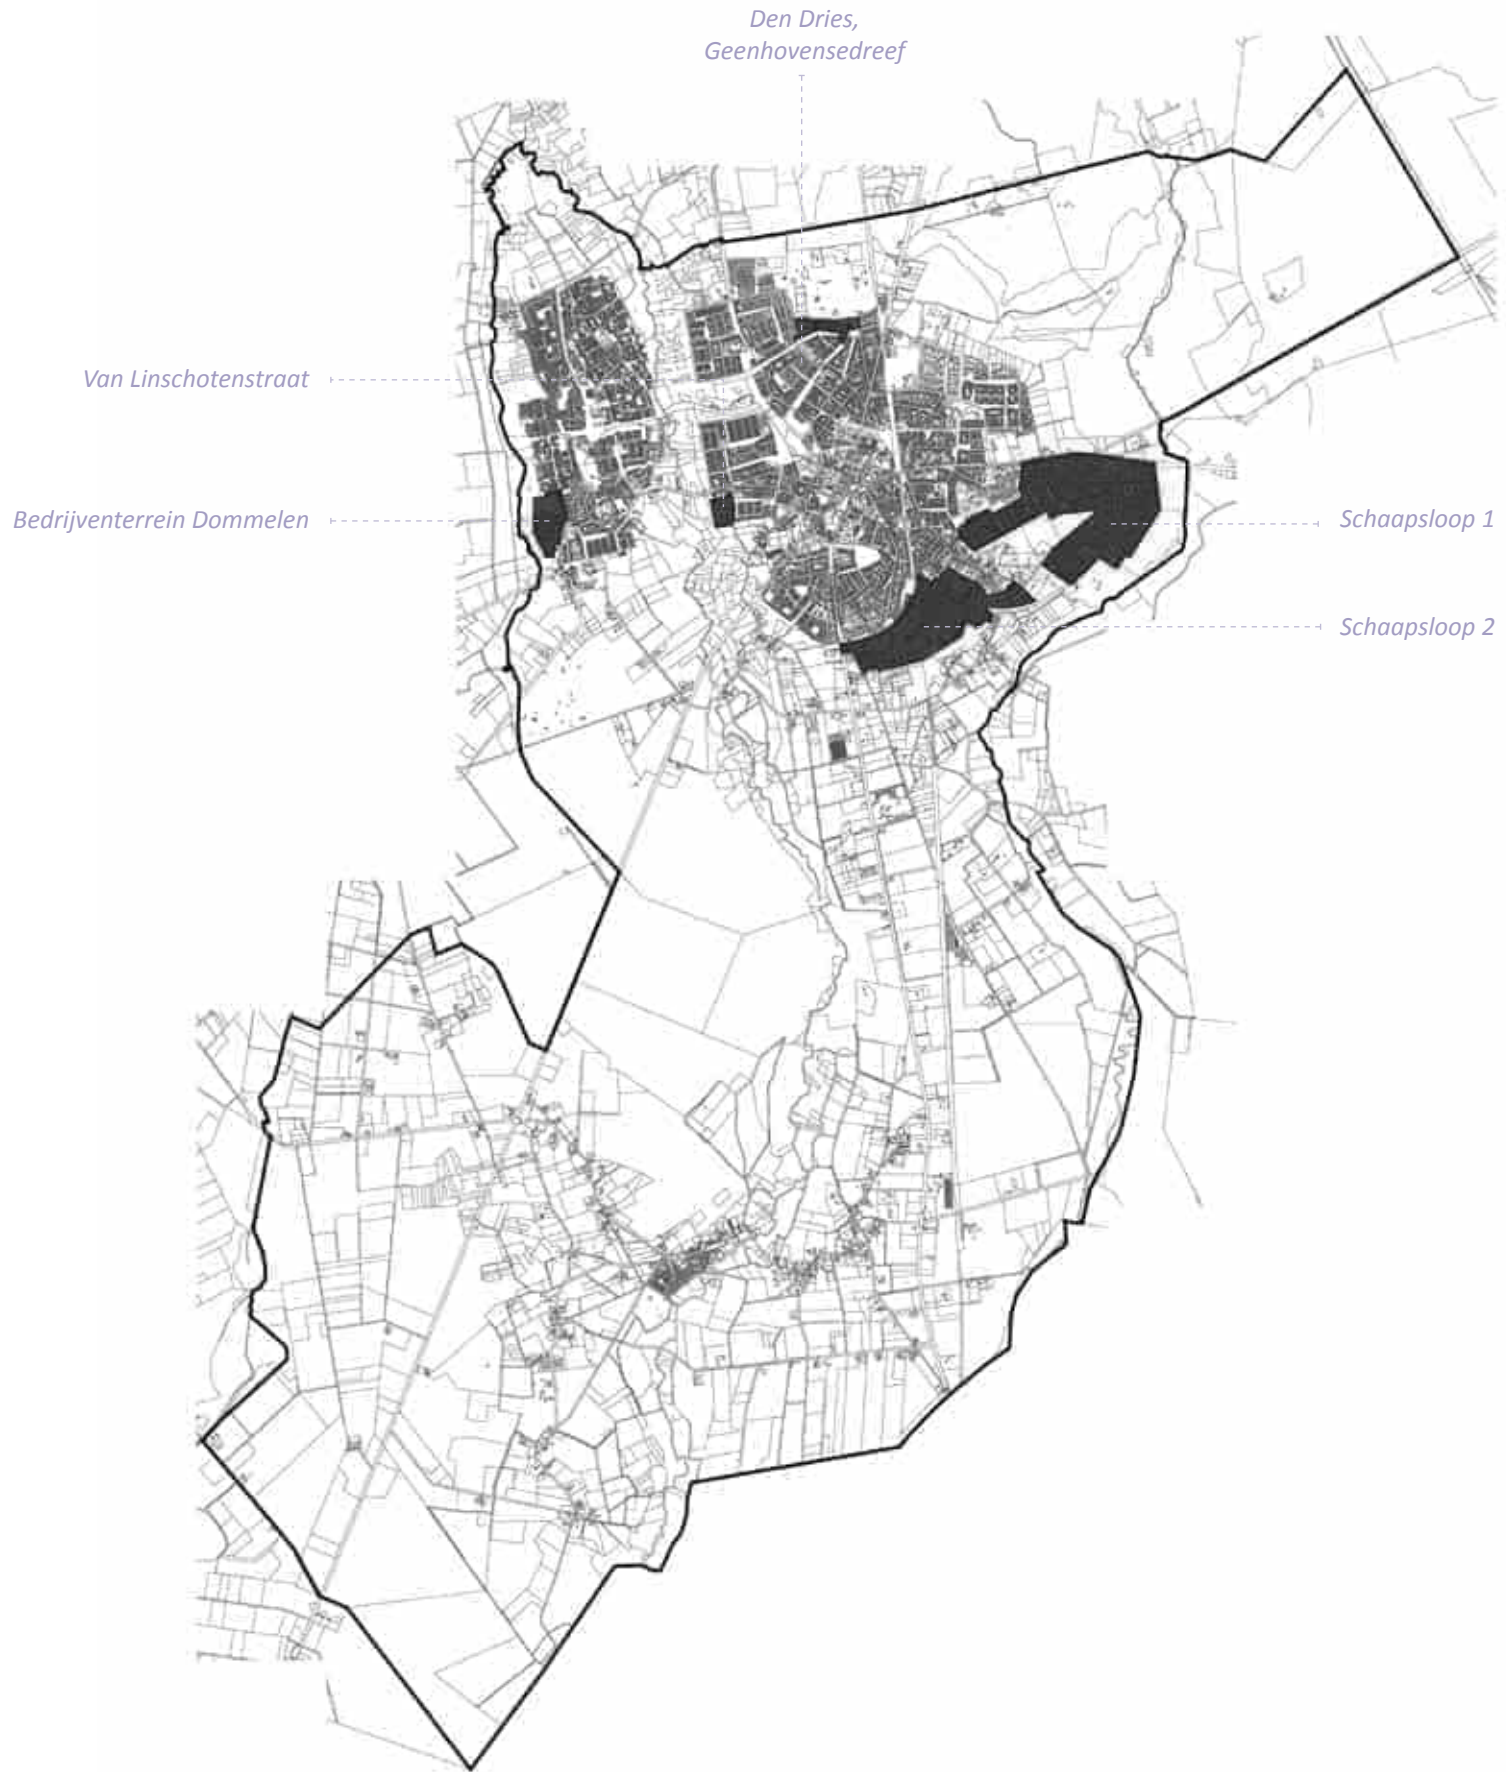 Den Dries,
Geenhovensedreef
Van Linschotenstraat
Bedrijventerrein Dommelen
Schaapsloop 1
Schaapsloop 2